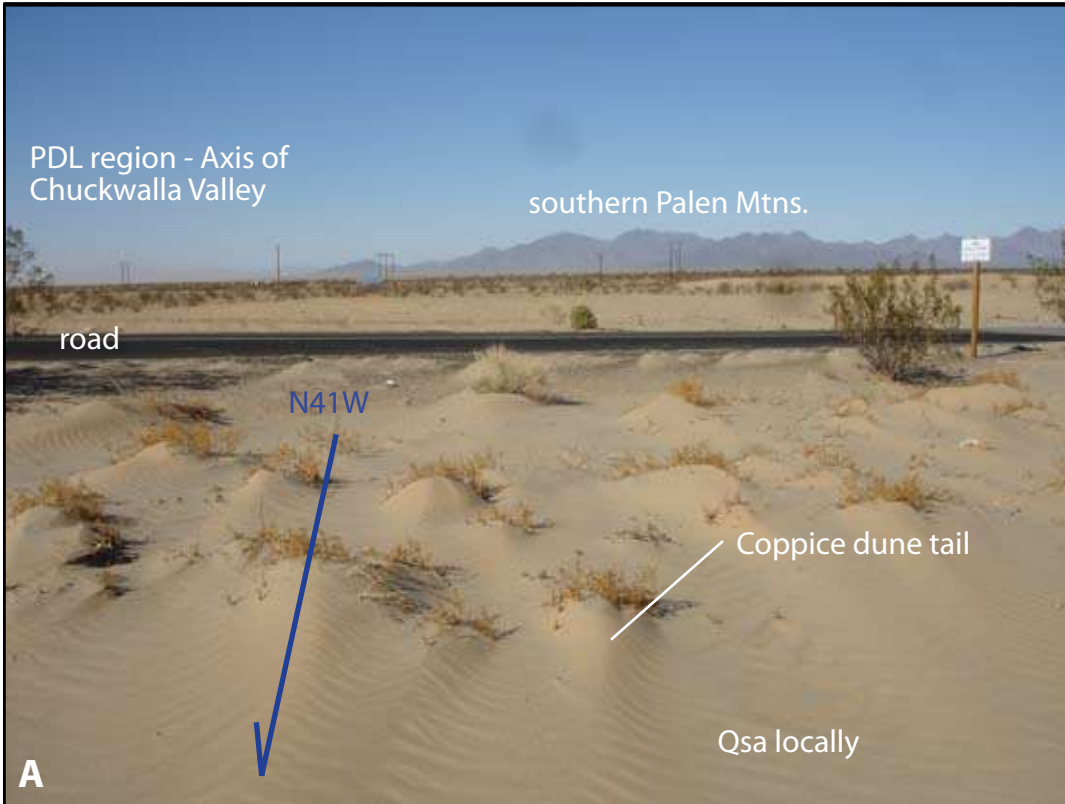 PDL region - Axis of
Chuckwalla Valley
southern Palen Mtns.
road
N41W
Coppice dune tail
Qsa locally
A